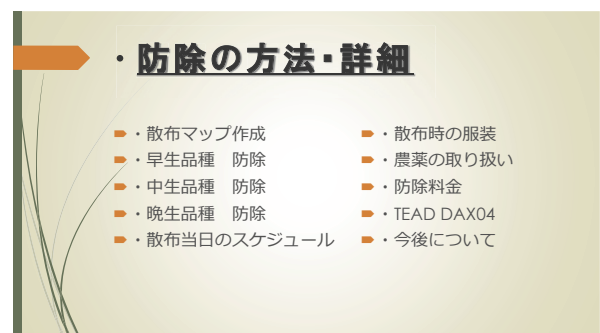 ・防除の方法・詳細
・散布マップ作成
・早生品種　防除
・中生品種　防除
・晩生品種　防除
・散布当日のスケジュール
・散布時の服装
・農薬の取り扱い
・防除料金
・TEAD DAX04
・今後について